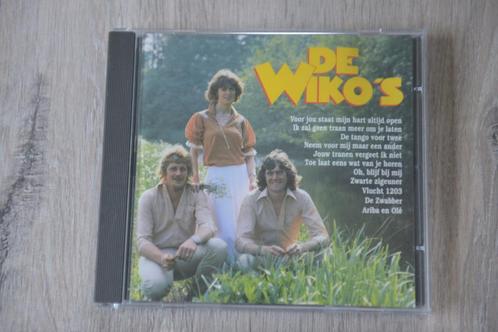 DE
WIKO'S
Voor jou staat mijn hart altijd open
Ik zal geen traan meer om je laten
De tango voor twee
Neem voor mij maar een ander
Jouw tranen vergeet ik niet
Toe laat eens wat van je horen
Oh, blijf bij mij
Zwarte zigeuner
Vlucht 1203
De Zwabber
Ariba en Olé